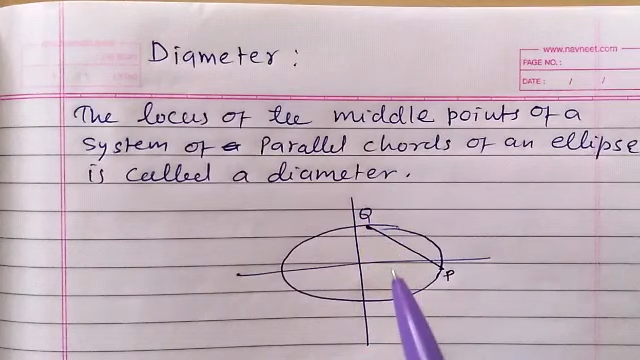 Diameter:
www.navneet.com
PAGE NO.:
DATE: / /
The locus of the middle points of a
system of Parallel chords of an ellipse
is called a diameter.
Q
P